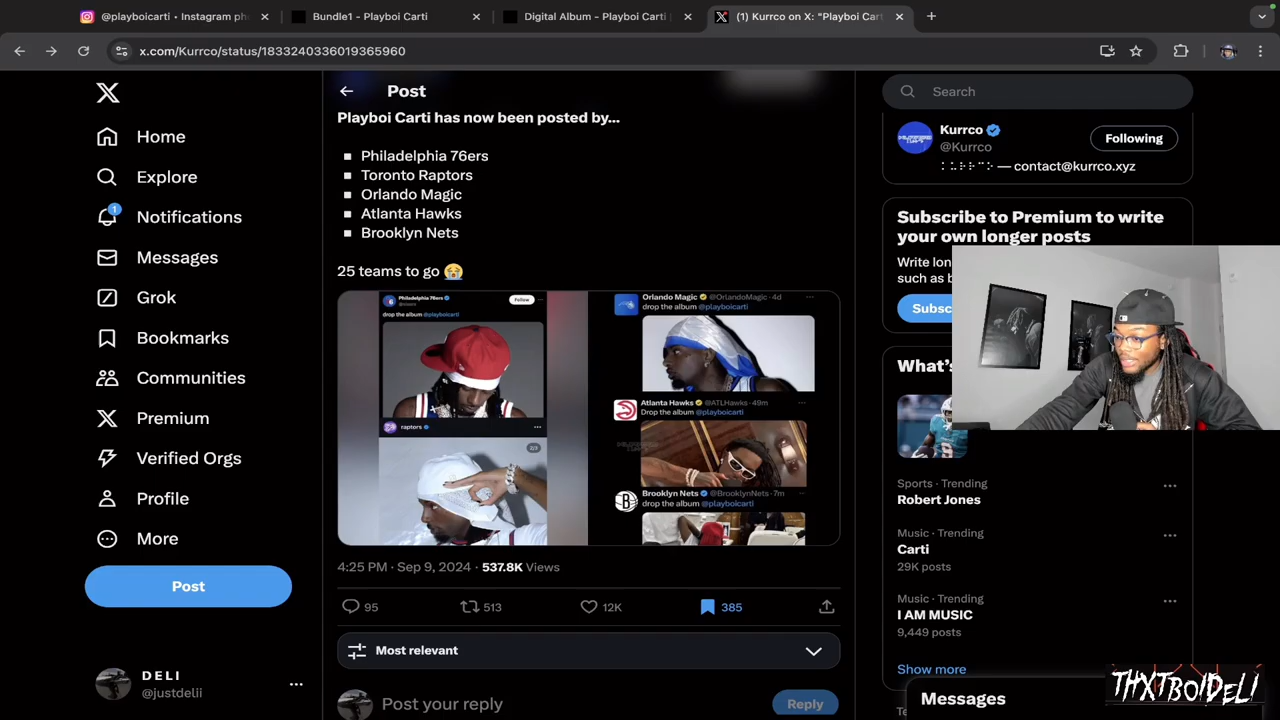 @playboicarti • Instagram ph
Bundle1 - Playboi Carti
Digital Album - Playboi Carti
(1) Kurrco on X: "Playboi Cart
x.com/Kurrco/status/1833240336019365960
Home
Explore
1
Notifications
Messages
Grok
Bookmarks
Communities
Premium
Verified Orgs
Profile
More
Post
DELI
@justdelii
Post
Playboi Carti has now been posted by...
Philadelphia 76ers
Toronto Raptors
Orlando Magic
Atlanta Hawks
Brooklyn Nets
25 teams to go 😭
Philadelphia 76ers
Follow
drop the album @playboicarti
raptors
2/3
Orlando Magic @OrlandoMagic · 4d
drop the album @playboicarti
Atlanta Hawks @ATLHawks · 49m
Drop the album @playboicarti
Brooklyn Nets @BrooklynNets · 7m
drop the album @playboicarti
4:25 PM · Sep 9, 2024 · 537.8K Views
95
513
12K
385
Most relevant
Post your reply
Reply
Search
Kurrco
@Kurrco
Following
— contact@kurrco.xyz
Subscribe to Premium to write
your own longer posts
Write lon
such as b
Subsc
What's
Sports · Trending
Robert Jones
Music · Trending
Carti
29K posts
Music · Trending
I AM MUSIC
9,449 posts
Show more
Messages
THXTBOIDELI